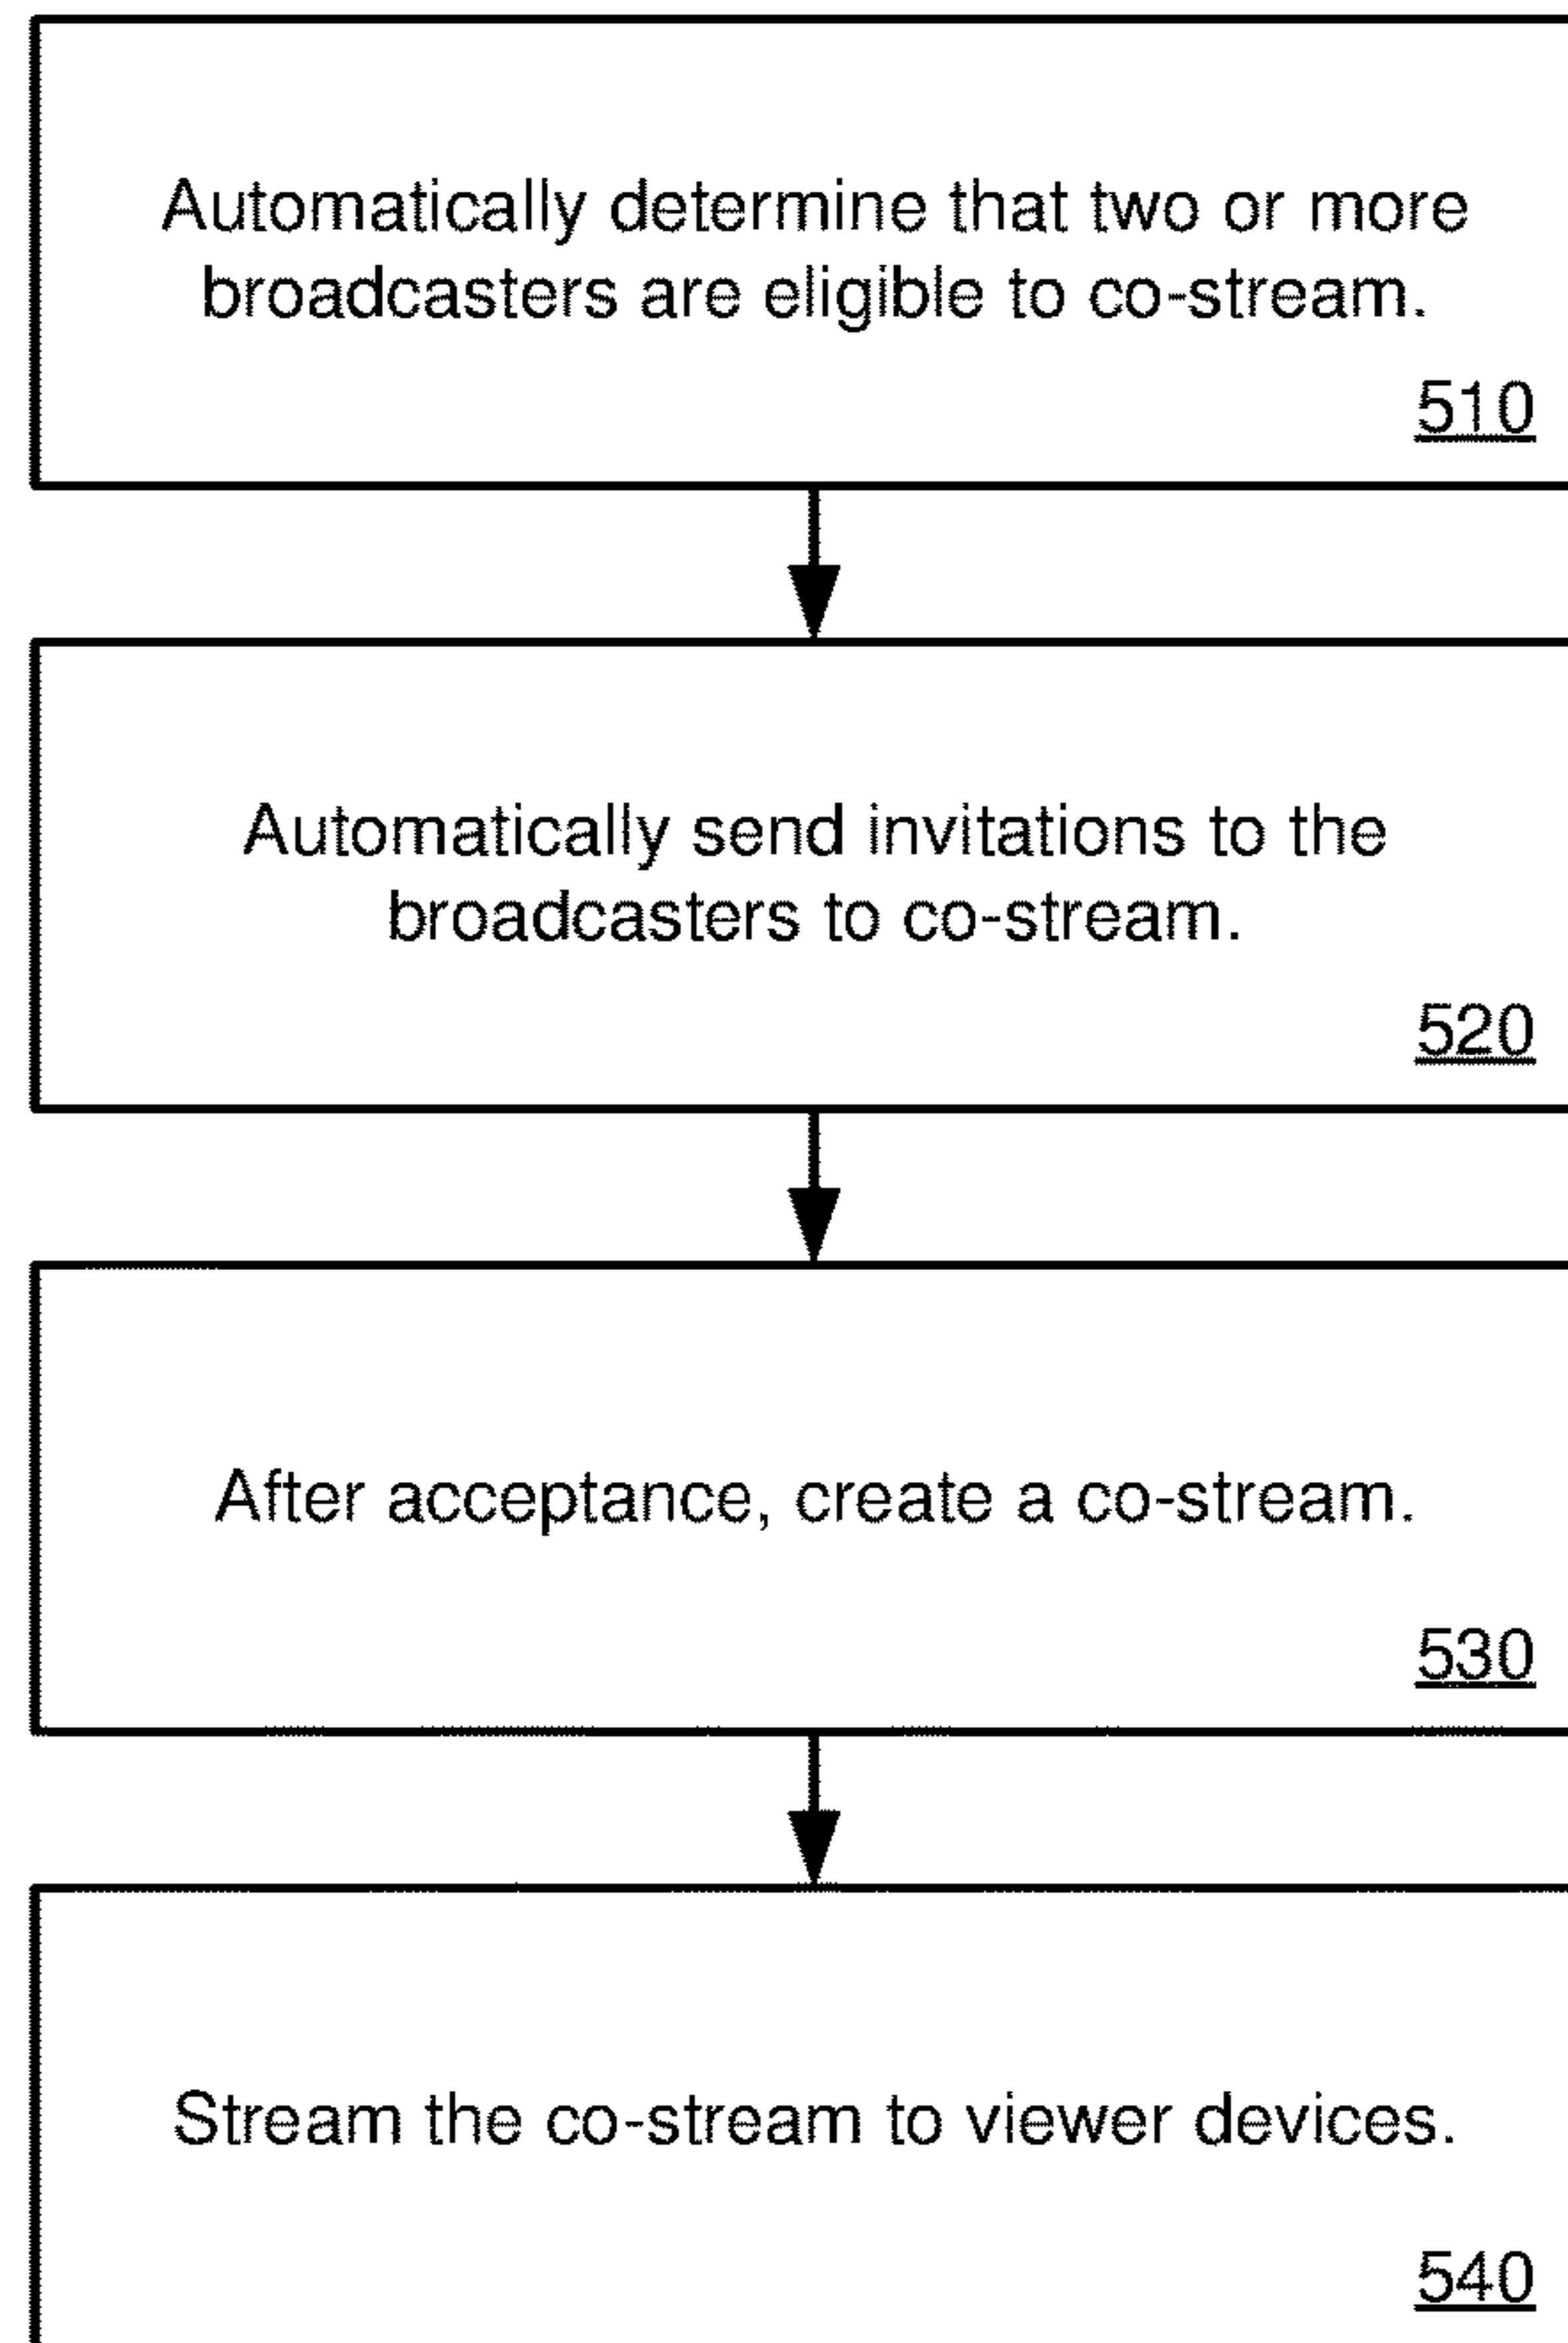 Automatically determine that two or more
broadcasters are eligible to co-stream.
510
Automatically send invitations to the
broadcasters to co-stream.
520
After acceptance, create a co-stream.
530
Stream the co-stream to viewer devices.
540